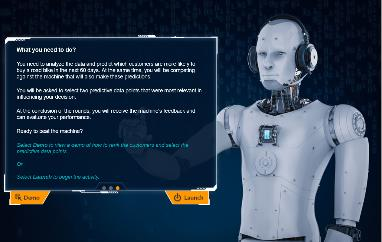 What you need to do?
You need to analyze the data and predict which customers are more likely to
buy a road bike in the next 60 days. At the same time, you will be competing
against the machine that will also make these predictions.
You will be asked to select two predictive data points that were most relevant in
influencing your decision.
At the conclusion of the rounds, you will receive the machine's feedback and
can evaluate your performance.
Ready to beat the machine?
Select Demo to view a demo of how to rank the customers and select the
predictive data points.
Or
Select Launch to begin the activity.
Demo
Launch